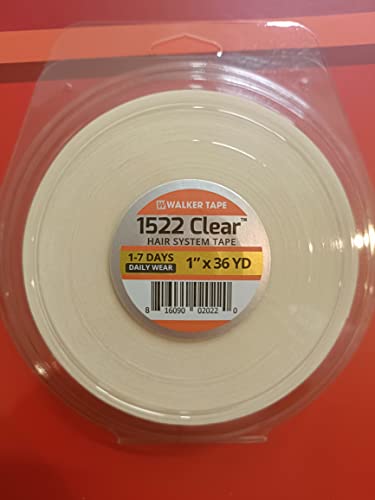 WALKER TAPE
1522 Clear™
HAIR SYSTEM TAPE
1-7 DAYS
DAILY WEAR
1" x 36 YD
8 16090 02022 0